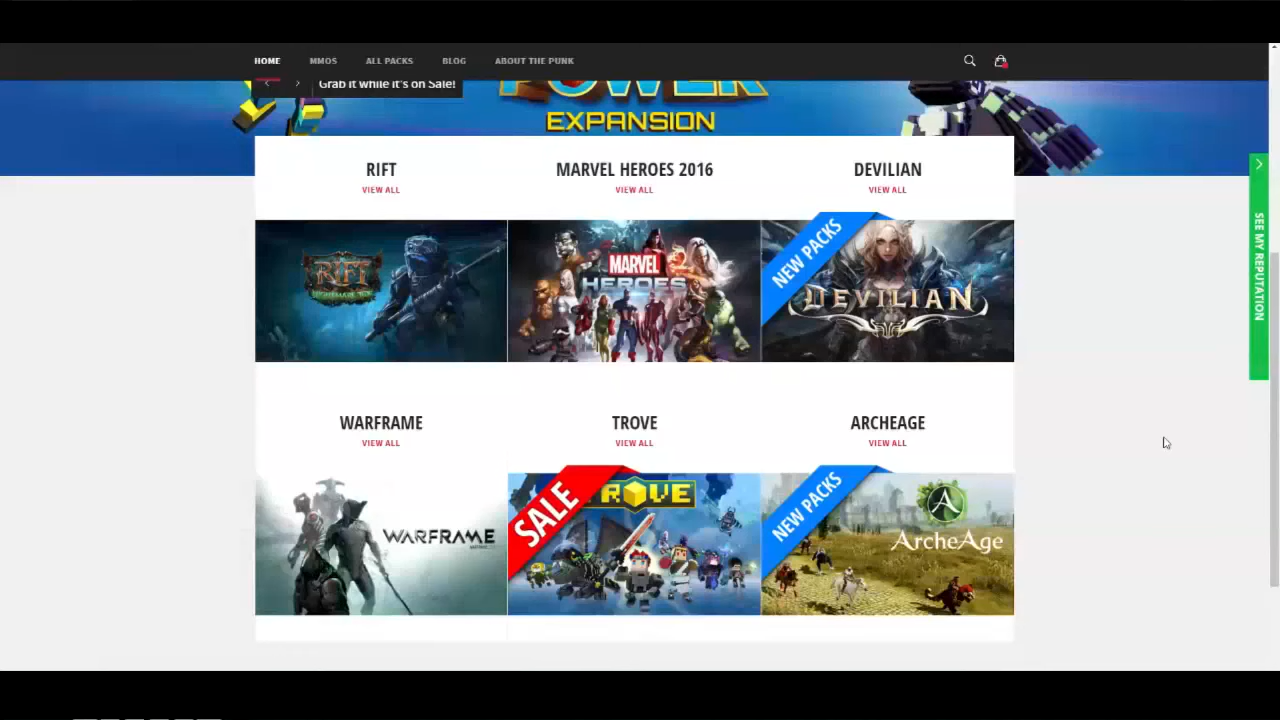 HOME MMOS ALL PACKS BLOG ABOUT THE PUNK
Grab it while it's on Sale!
POWER
EXPANSION
RIFT MARVEL HEROES 2016 DEVILIAN
VIEW ALL VIEW ALL VIEW ALL
SEE MY REPUTATION
RIFT
MARVEL
HEROES
NEW PACKS
DEVILIAN
WARFRAME TROVE ARCHEAGE
VIEW ALL VIEW ALL VIEW ALL
WARFRAME
SALE
TROVE
NEW PACKS
ArcheAge